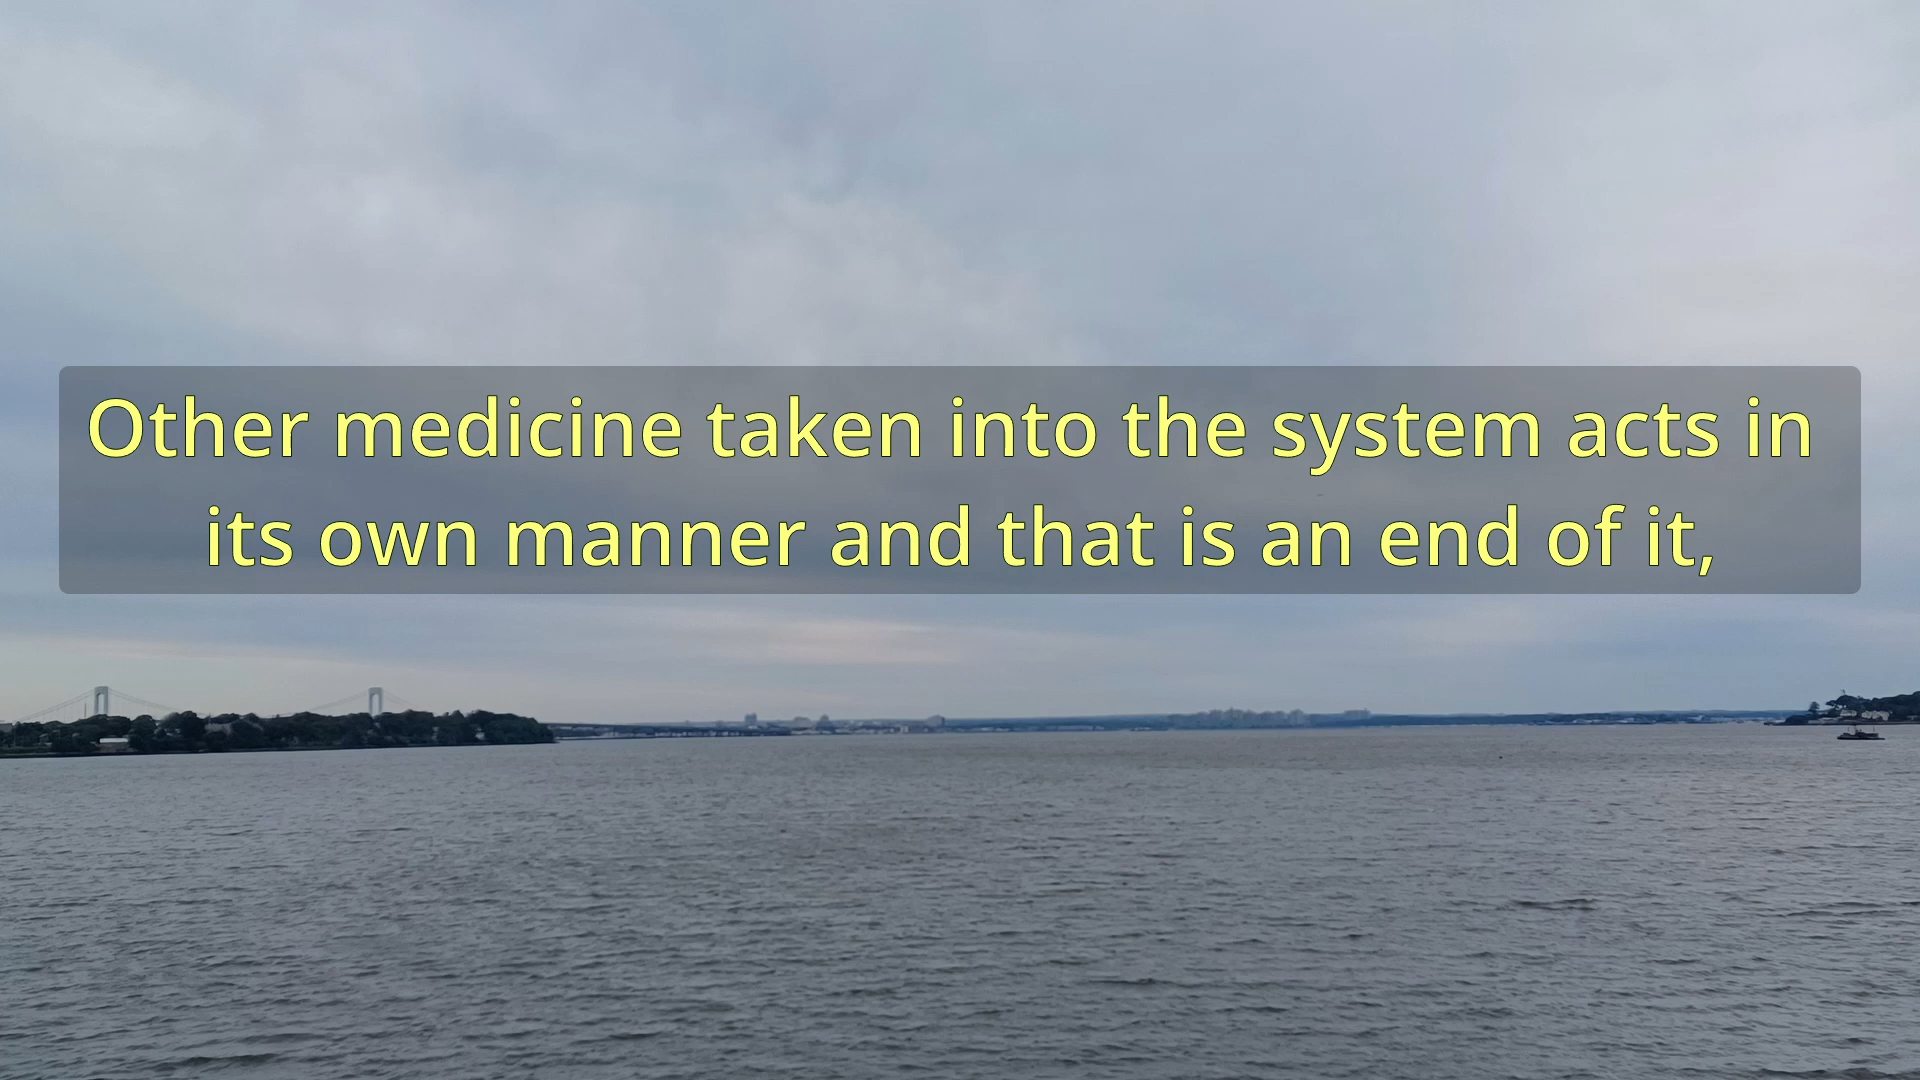 Other medicine taken into the system acts in
its own manner and that is an end of it,